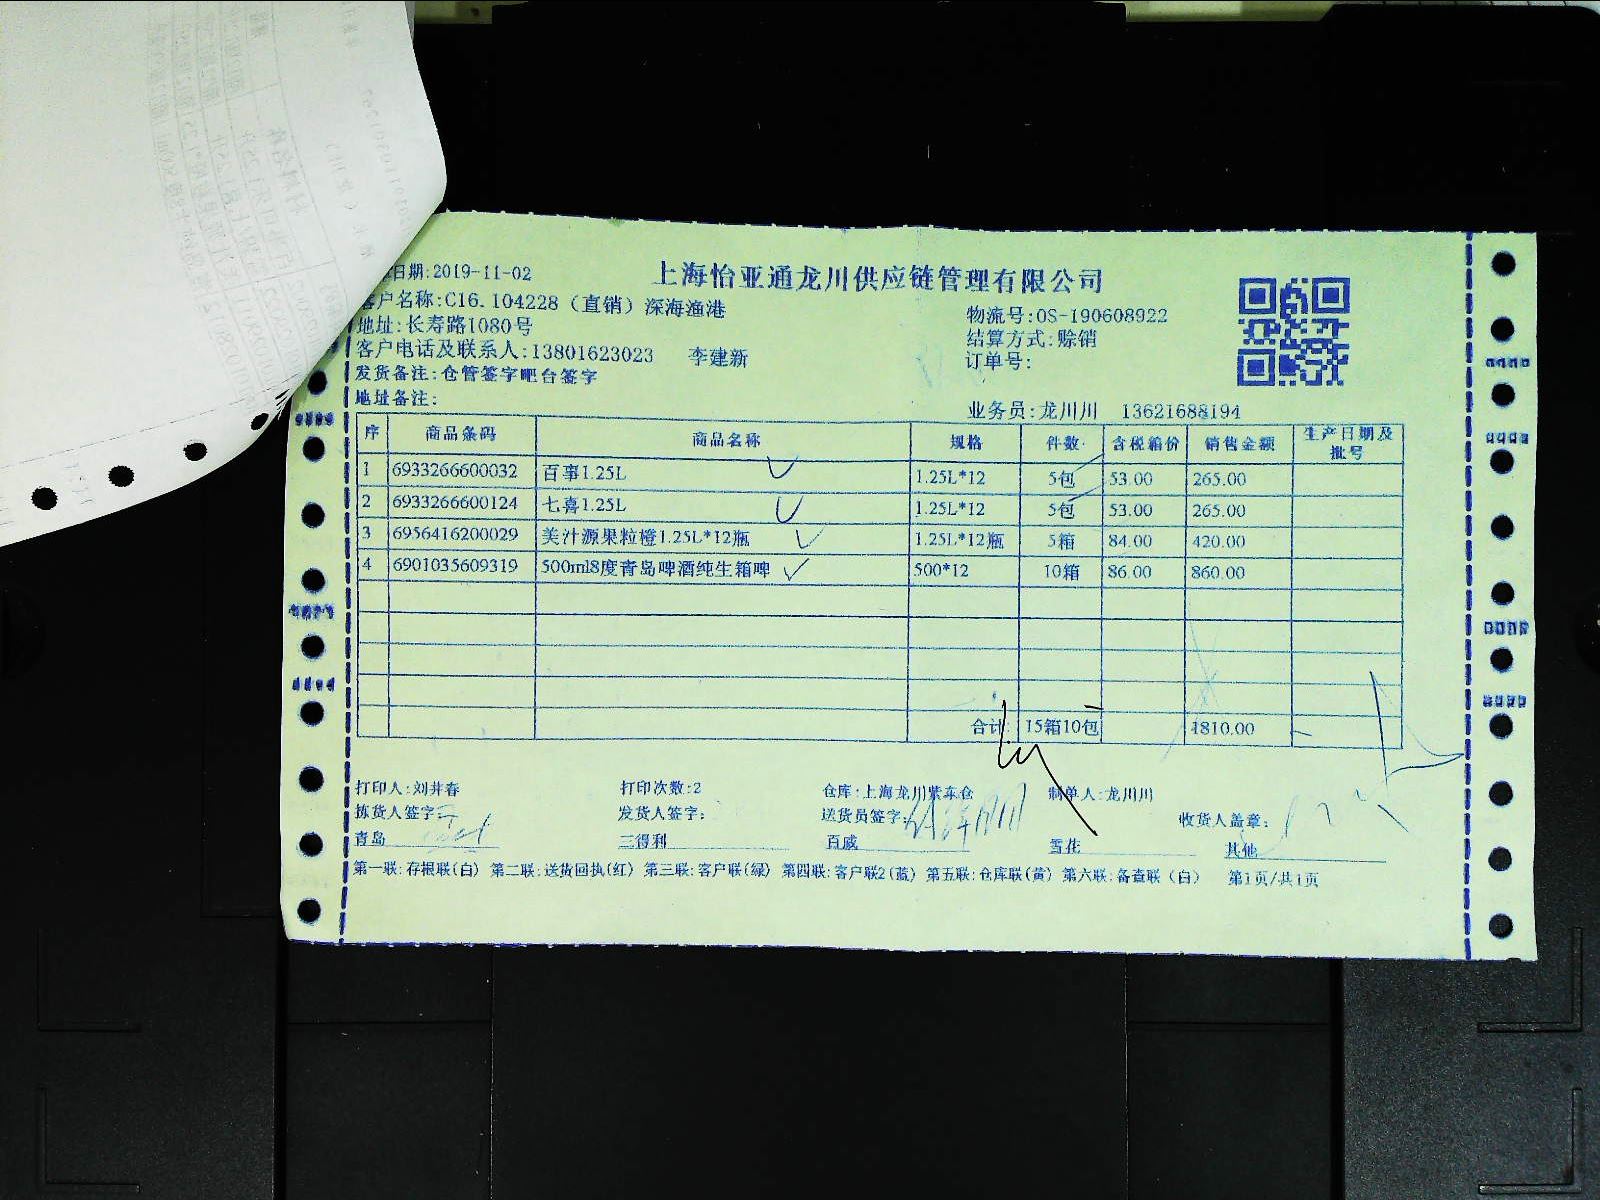 日期:2019-11-02
上海怡亚通龙川供应链管理有限公司
客户名称:C16.104228（直销）深海渔港
物流号:OS-190608922
地址:长寿路1080号
结算方式:赊销
客户电话及联系人:13801623023 李建新
订单号:
发货备注:仓管签字吧台签字
地址备注:
业务员:龙川川 13621688194
序 商品条码 商品名称 规格 件数 含税箱价 销售金额 生产日期及批号
1 6933266600032 百事1.25L 1.25L*12 5包 53.00 265.00
2 6933266600124 七喜1.25L 1.25L*12 5包 53.00 265.00
3 6956416200029 美汁源果粒橙1.25L*12瓶 1.25L*12瓶 5箱 84.00 420.00
4 6901035609319 500ml8度青岛啤酒纯生箱啤 500*12 10箱 86.00 860.00
合计: 15箱10包 1810.00
打印人:刘井春 打印次数:2 仓库:上海龙川紫东仓 制单人:龙川川
拣货人签字: 发货人签字: 送货员签字: 收货人盖章:
青岛 三得利 百威 雪花 其他
第一联:存根联(白) 第二联:送货回执(红) 第三联:客户联(绿) 第四联:客户联2(蓝) 第五联:仓库联(黄) 第六联:备查联（白） 第1页/共1页